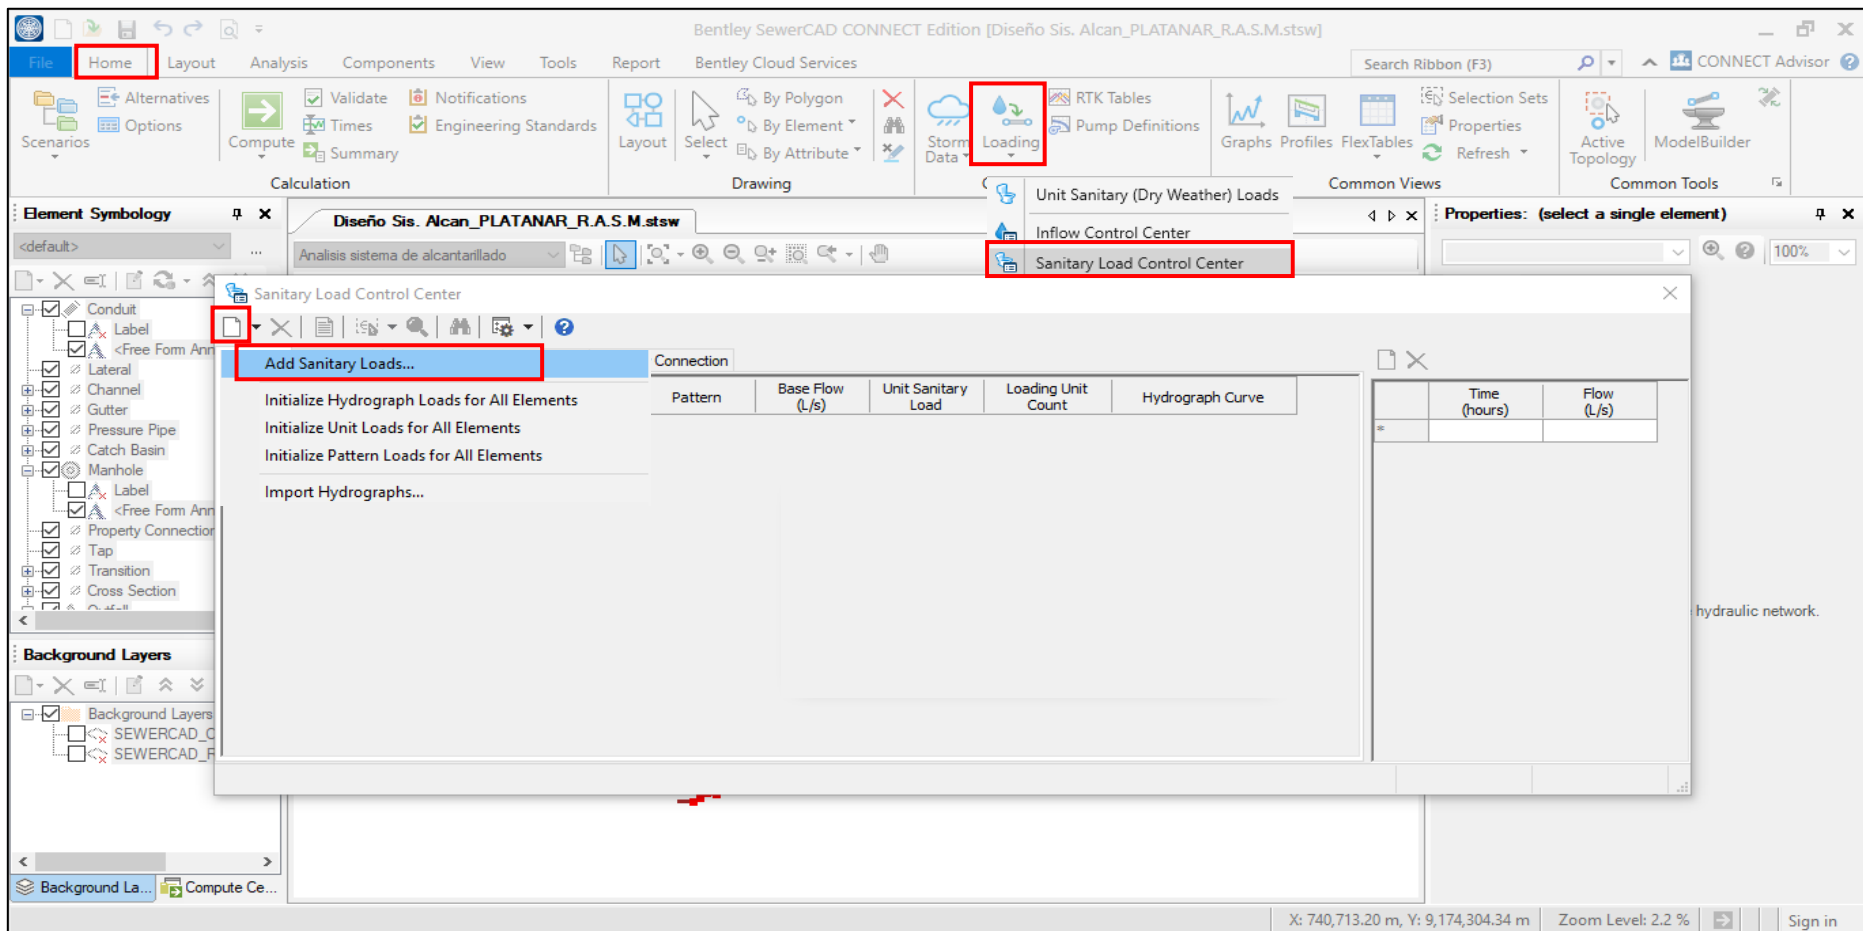 Bentley SewerCAD CONNECT Edition [Diseño Sis. Alcan_PLATANAR_R.A.S.M.stsw]
File Home Layout Analysis Components View Tools Report Bentley Cloud Services
Search Ribbon (F3)
CONNECT Advisor
Scenarios
Alternatives
Options
Compute
Validate
Times
Summary
Notifications
Engineering Standards
Calculation
Layout
Select
By Polygon
By Element
By Attribute
Drawing
Storm
Data
Loading
RTK Tables
Pump Definitions
Graphs
Profiles
FlexTables
Selection Sets
Properties
Refresh
Common Views
Active
Topology
ModelBuilder
Common Tools
Unit Sanitary (Dry Weather) Loads
Inflow Control Center
Sanitary Load Control Center
Element Symbology
<default>
...
Diseño Sis. Alcan_PLATANAR_R.A.S.M.stsw
Analisis sistema de alcantarillado
Properties: (select a single element)
100%
Conduit
Label
<Free Form Ann
Lateral
Channel
Gutter
Pressure Pipe
Catch Basin
Manhole
Label
<Free Form Ann
Property Connection
Tap
Transition
Cross Section
Outfall
Sanitary Load Control Center
Add Sanitary Loads...
Initialize Hydrograph Loads for All Elements
Initialize Unit Loads for All Elements
Initialize Pattern Loads for All Elements
Import Hydrographs...
Connection
Pattern
Base Flow
(L/s)
Unit Sanitary
Load
Loading Unit
Count
Hydrograph Curve
Time
(hours)
Flow
(L/s)
*
hydraulic network.
Background Layers
Background Layers
SEWERCAD_C
SEWERCAD_F
Background La...
Compute Ce...
X: 740,713.20 m, Y: 9,174,304.34 m
Zoom Level: 2.2 %
Sign in